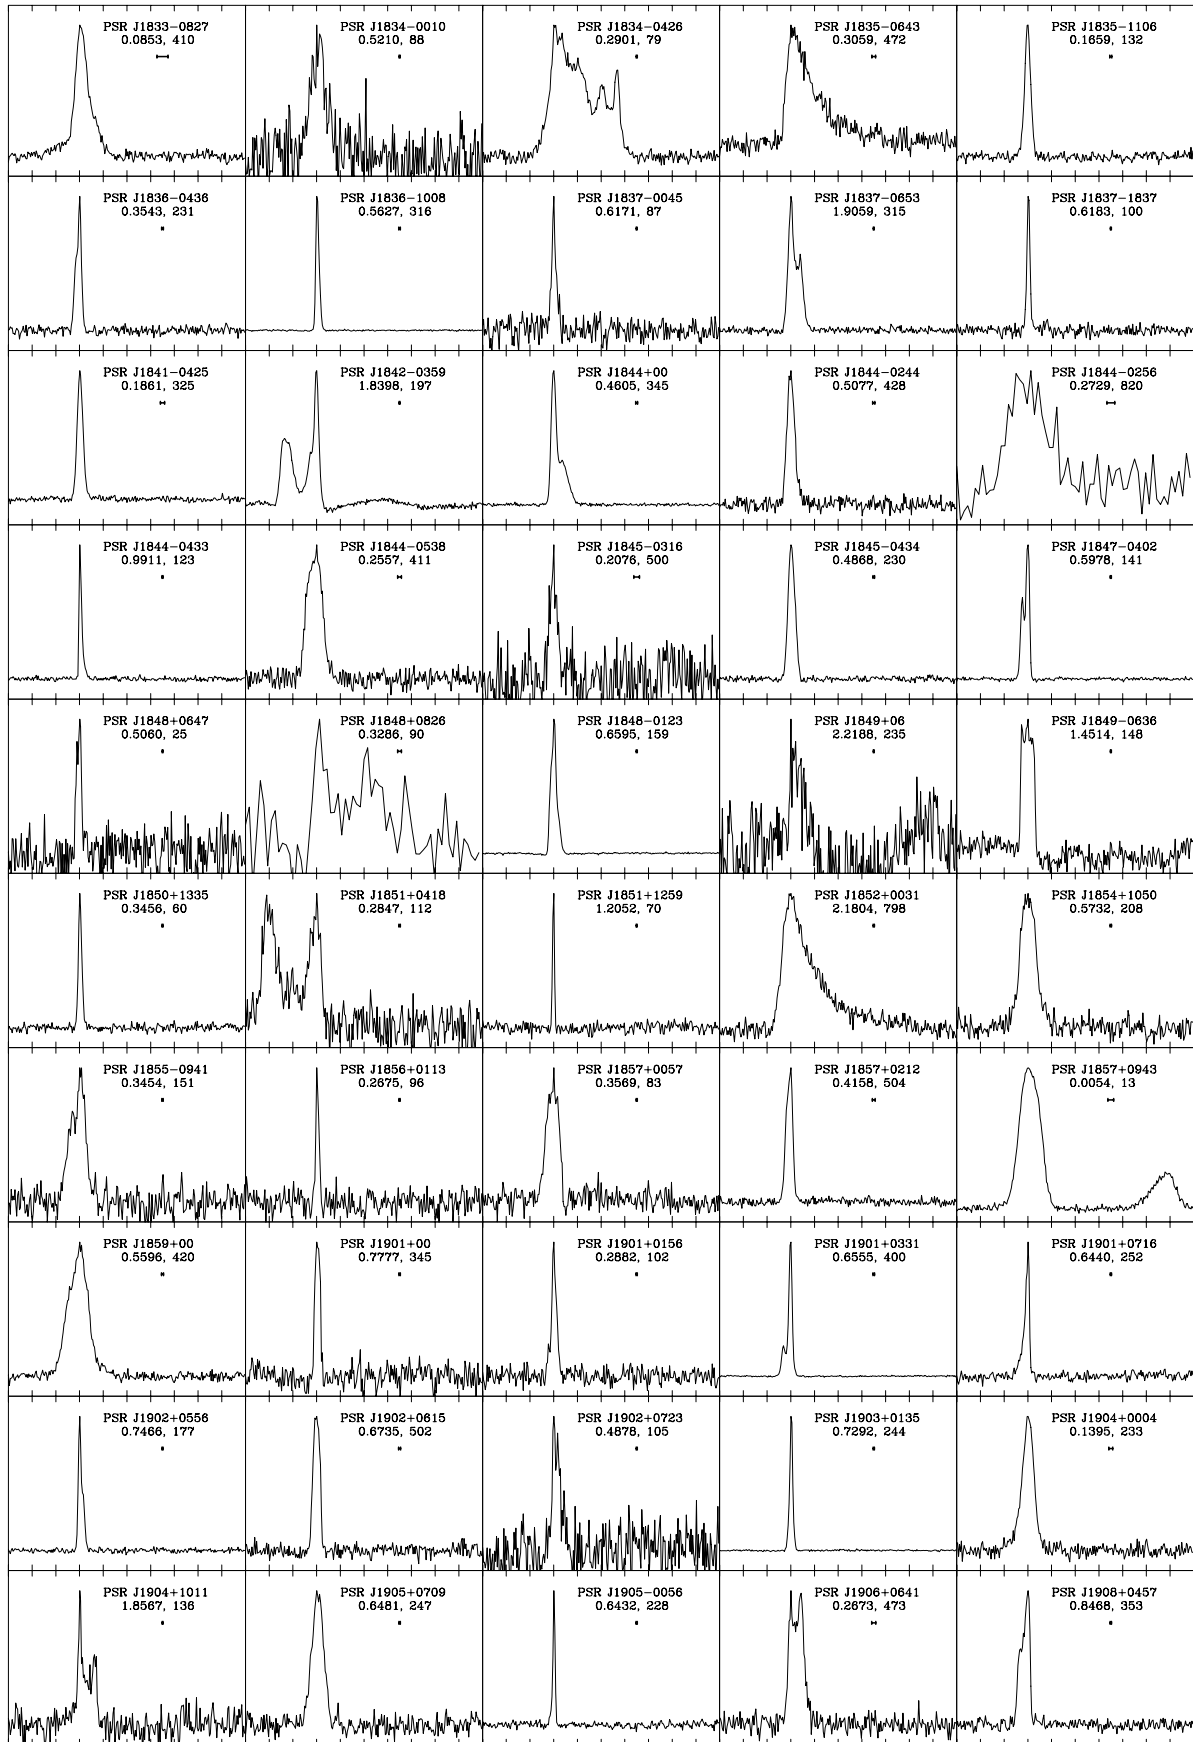 PSR J1833-0827
0.0853, 410
PSR J1834-0010
0.5210, 88
PSR J1834-0426
0.2901, 79
PSR J1835-0643
0.3059, 472
PSR J1835-1106
0.1659, 132
PSR J1836-0436
0.3543, 231
PSR J1836-1008
0.5627, 316
PSR J1837-0045
0.6171, 87
PSR J1837-0653
1.9059, 315
PSR J1837-1837
0.6183, 100
PSR J1841-0425
0.1861, 325
PSR J1842-0359
1.8398, 197
PSR J1844+00
0.4605, 345
PSR J1844-0244
0.5077, 428
PSR J1844-0256
0.2729, 820
PSR J1844-0433
0.9911, 123
PSR J1844-0538
0.2557, 411
PSR J1845-0316
0.2076, 500
PSR J1845-0434
0.4868, 230
PSR J1847-0402
0.5978, 141
PSR J1848+0647
0.5060, 25
PSR J1848+0826
0.3286, 90
PSR J1848-0123
0.6595, 159
PSR J1849+06
2.2188, 235
PSR J1849-0636
1.4514, 148
PSR J1850+1335
0.3456, 60
PSR J1851+0418
0.2847, 112
PSR J1851+1259
1.2052, 70
PSR J1852+0031
2.1804, 798
PSR J1854+1050
0.5732, 208
PSR J1855-0941
0.3454, 151
PSR J1856+0113
0.2675, 96
PSR J1857+0057
0.3569, 83
PSR J1857+0212
0.4158, 504
PSR J1857+0943
0.0054, 13
PSR J1859+00
0.5596, 420
PSR J1901+00
0.7777, 345
PSR J1901+0156
0.2882, 102
PSR J1901+0331
0.6555, 400
PSR J1901+0716
0.6440, 252
PSR J1902+0556
0.7466, 177
PSR J1902+0615
0.6735, 502
PSR J1902+0723
0.4878, 105
PSR J1903+0135
0.7292, 244
PSR J1904+0004
0.1395, 233
PSR J1904+1011
1.8567, 136
PSR J1905+0709
0.6481, 247
PSR J1905-0056
0.6432, 228
PSR J1906+0641
0.2673, 473
PSR J1908+0457
0.8468, 353